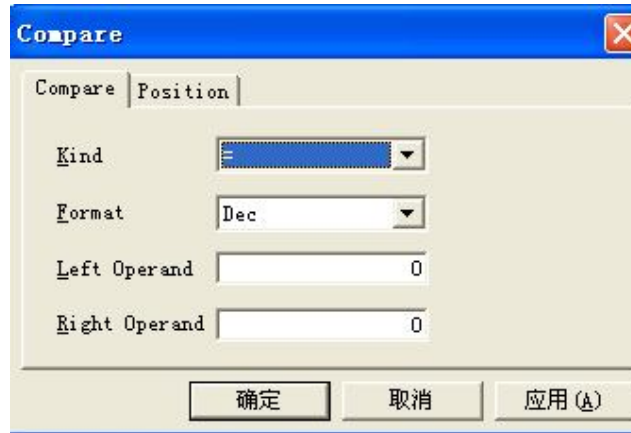 Compare
Compare Position
Kind =
Format Dec
Left Operand 0
Right Operand 0
确定 取消 应用(A)